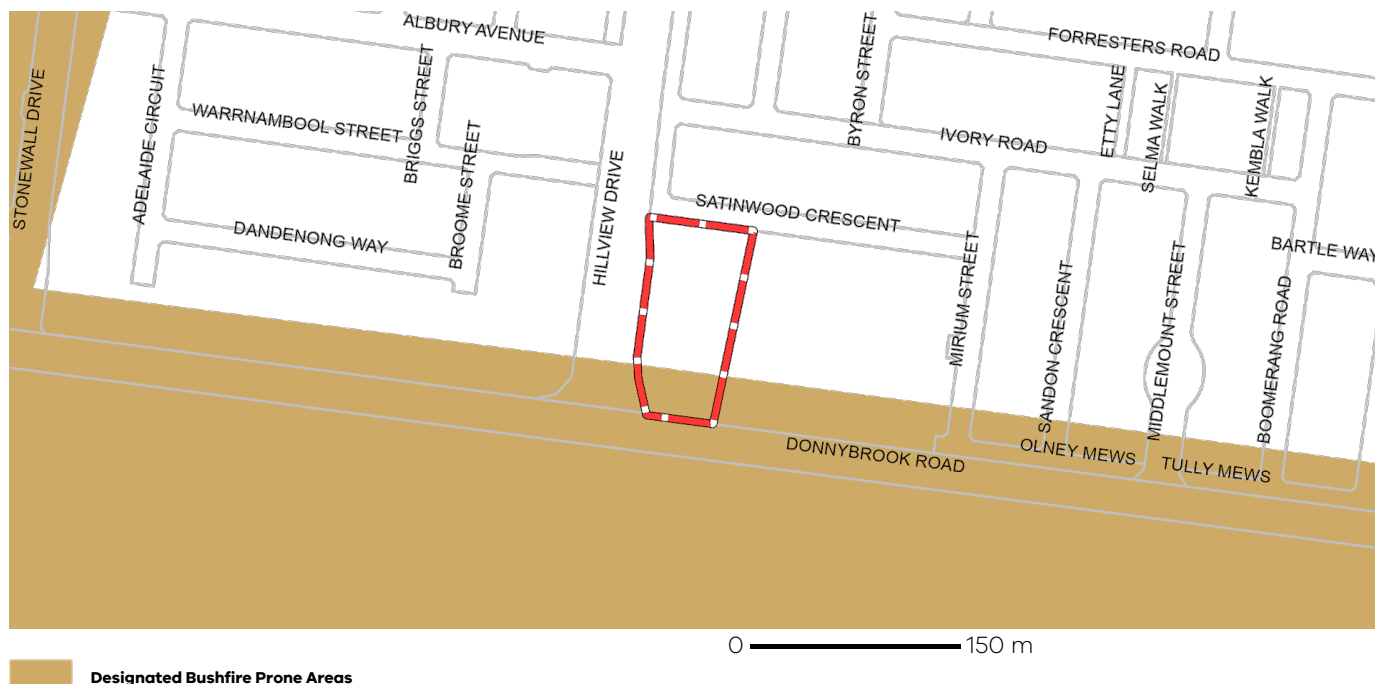 ALBURY AVENUE
FORRESTERS ROAD
BYRON STREET
STONEWALL DRIVE
ADELAIDE CIRCUIT
BRIGGS STREET
WARRNAMBOOL STREET
BROOME STREET
IVORY ROAD
ETTY LANE
SELMA WALK
KEMBLA WALK
HILLVIEW DRIVE
SATINWOOD CRESCENT
DANDENONG WAY
MIRIUM STREET
SANDON CRESCENT
MIDDLEMOUNT STREET
BOOMERANG ROAD
BARTLE WAY
DONNYBROOK ROAD
OLNEY MEWS
TULLY MEWS
0 150 m
Designated Bushfire Prone Areas